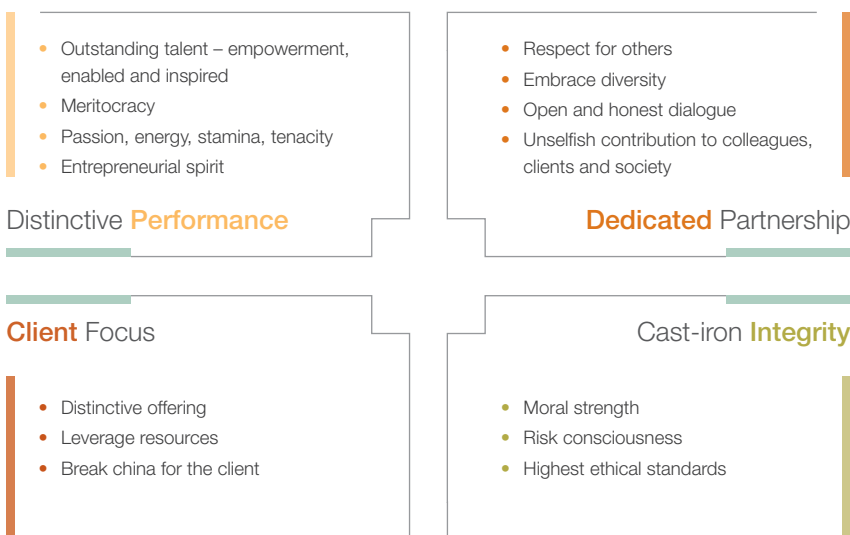 • Outstanding talent – empowerment,
enabled and inspired
• Meritocracy
• Passion, energy, stamina, tenacity
• Entrepreneurial spirit
Distinctive Performance
• Respect for others
• Embrace diversity
• Open and honest dialogue
• Unselfish contribution to colleagues,
clients and society
Dedicated Partnership
Client Focus
• Distinctive offering
• Leverage resources
• Break china for the client
Cast-iron Integrity
• Moral strength
• Risk consciousness
• Highest ethical standards